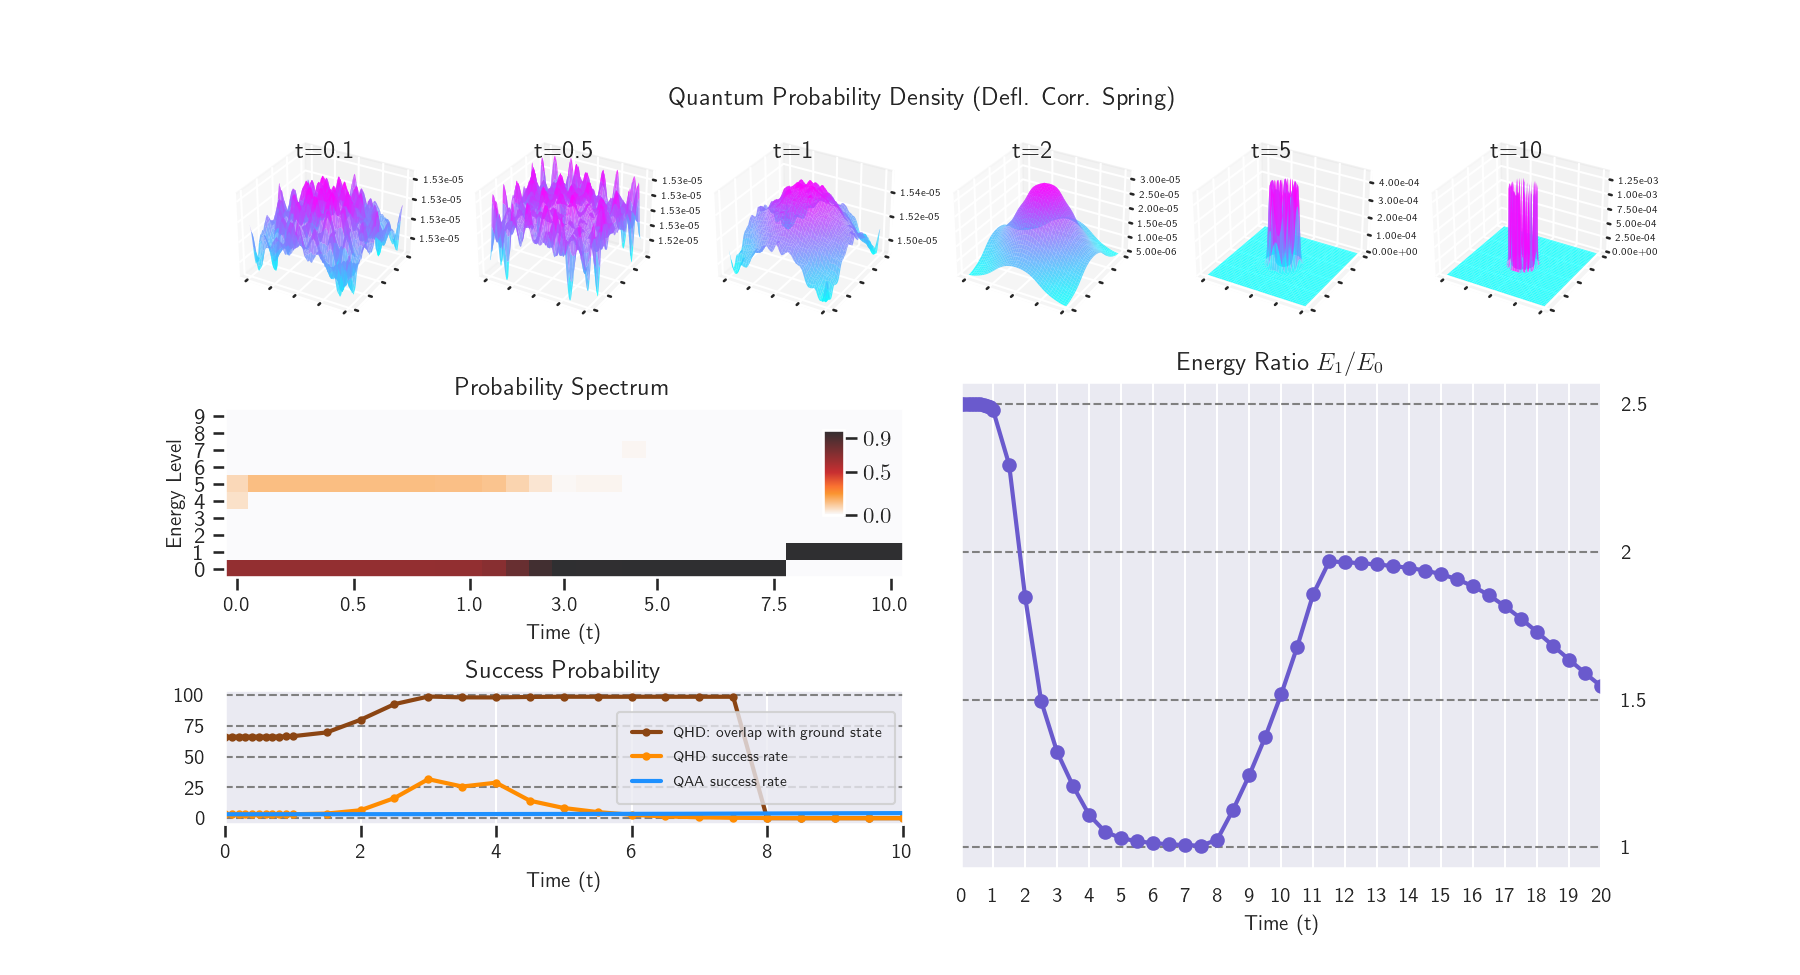 Quantum Probability Density (Defl. Corr. Spring)
t=0.1
1.53e-05
1.53e-05
1.53e-05
1.53e-05
t=0.5
1.53e-05
1.53e-05
1.53e-05
1.53e-05
1.52e-05
t=1
1.54e-05
1.52e-05
1.50e-05
t=2
3.00e-05
2.50e-05
2.00e-05
1.50e-05
1.00e-05
5.00e-06
t=5
4.00e-04
3.00e-04
2.00e-04
1.00e-04
0.00e+00
t=10
1.25e-03
1.00e-03
7.50e-04
5.00e-04
2.50e-04
0.00e+00
Probability Spectrum
Energy Level
9
8
7
6
5
4
3
2
1
0
0.9
0.5
0.0
0.0 0.5 1.0 3.0 5.0 7.5 10.0
Time (t)
Success Probability
100
75
50
25
0
QHD: overlap with ground state
QHD success rate
QAA success rate
0 2 4 6 8 10
Time (t)
Energy Ratio E₁/E₀
2.5
2
1.5
1
0 1 2 3 4 5 6 7 8 9 10 11 12 13 14 15 16 17 18 19 20
Time (t)